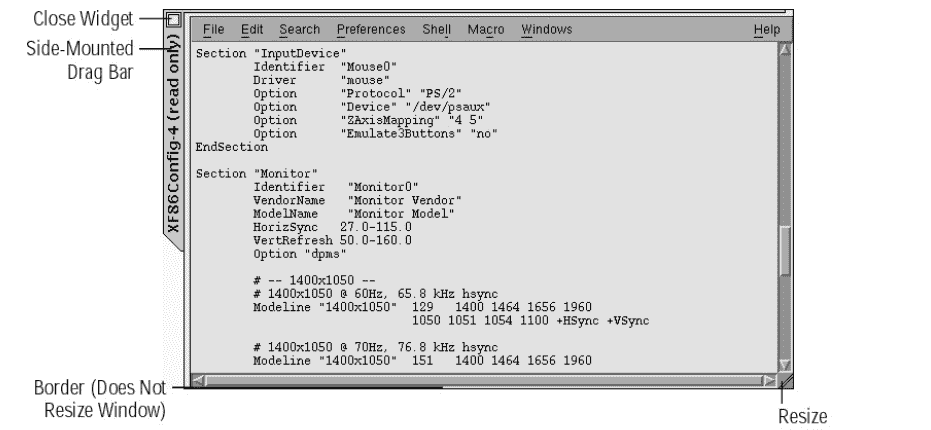 Close Widget
Side-Mounted
Drag Bar
XF86Config-4 (read only)
File Edit Search Preferences Shell Macro Windows Help
Section "InputDevice"
Identifier "Mouse0"
Driver "mouse"
Option "Protocol" "PS/2"
Option "Device" "/dev/psaux"
Option "ZAxisMapping" "4 5"
Option "Emulate3Buttons" "no"
EndSection
Section "Monitor"
Identifier "Monitor0"
VendorName "Monitor Vendor"
ModelName "Monitor Model"
HorizSync 27.0-115.0
VertRefresh 50.0-160.0
Option "dpms"
# -- 1400x1050 --
# 1400x1050 @ 60Hz, 65.8 kHz hsync
Modeline "1400x1050" 129 1400 1464 1656 1960
1050 1051 1054 1100 +HSync +VSync
# 1400x1050 @ 70Hz, 76.8 kHz hsync
Modeline "1400x1050" 151 1400 1464 1656 1960
Border (Does Not
Resize Window)
Resize